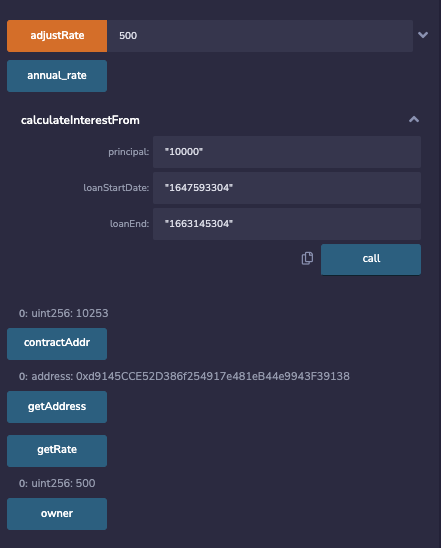 adjustRate 500
annual_rate
calculateInterestFrom
principal: "10000"
loanStartDate: "1647593304"
loanEnd: "1663145304"
call
0: uint256: 10253
contractAddr
0: address: 0xd9145CCE52D386f254917e481eB44e9943F39138
getAddress
getRate
0: uint256: 500
owner